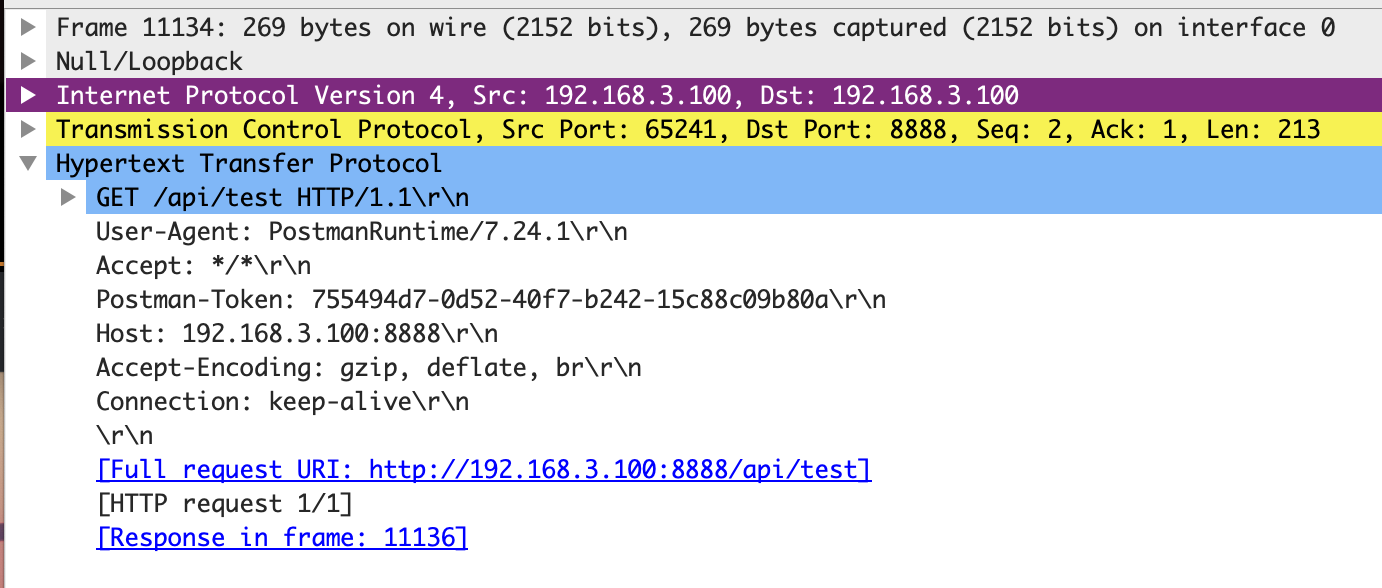 Frame 11134: 269 bytes on wire (2152 bits), 269 bytes captured (2152 bits) on interface 0
Null/Loopback
Internet Protocol Version 4, Src: 192.168.3.100, Dst: 192.168.3.100
Transmission Control Protocol, Src Port: 65241, Dst Port: 8888, Seq: 2, Ack: 1, Len: 213
Hypertext Transfer Protocol
GET /api/test HTTP/1.1\r\n
User-Agent: PostmanRuntime/7.24.1\r\n
Accept: */*\r\n
Postman-Token: 755494d7-0d52-40f7-b242-15c88c09b80a\r\n
Host: 192.168.3.100:8888\r\n
Accept-Encoding: gzip, deflate, br\r\n
Connection: keep-alive\r\n
\r\n
[Full request URI: http://192.168.3.100:8888/api/test]
[HTTP request 1/1]
[Response in frame: 11136]